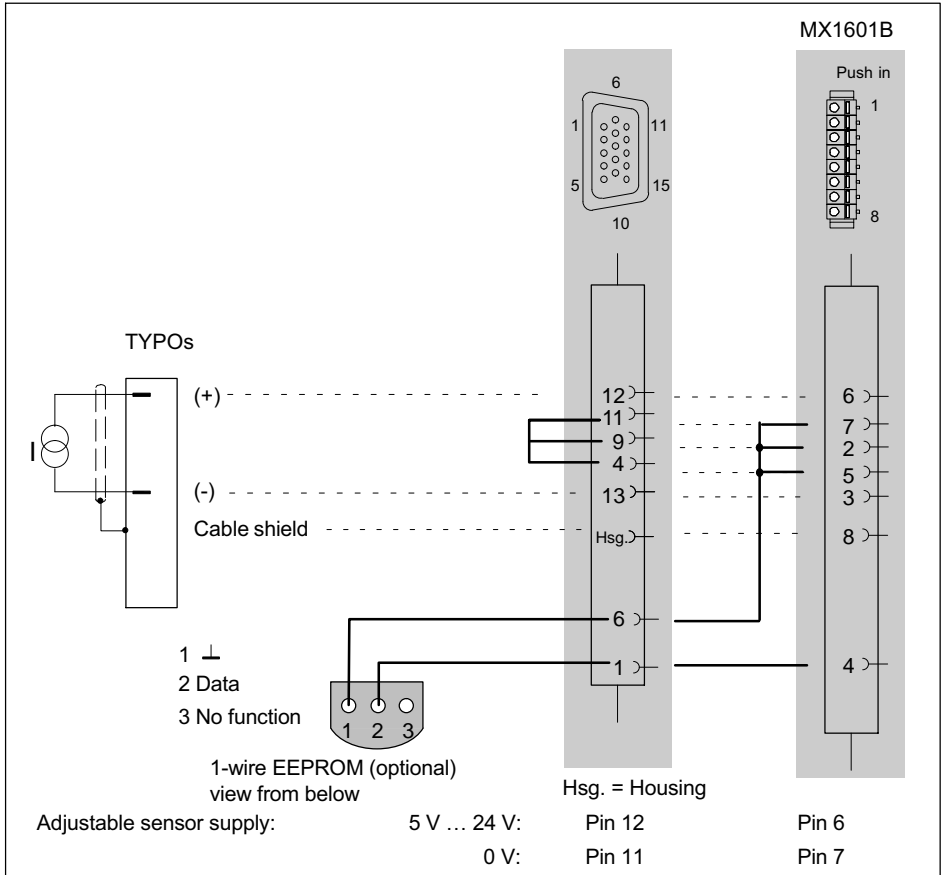 MX1601B
Push in
6
1
11
5
15
10
1
8
TYPOs
I
(+)
(-)
Cable shield
12
11
9
4
13
Hsg.
6
1
6
7
2
5
3
8
4
1 ⊥
2 Data
3 No function
1 2 3
1-wire EEPROM (optional)
view from below
Hsg. = Housing
Adjustable sensor supply: 5 V … 24 V: Pin 12 Pin 6
0 V: Pin 11 Pin 7